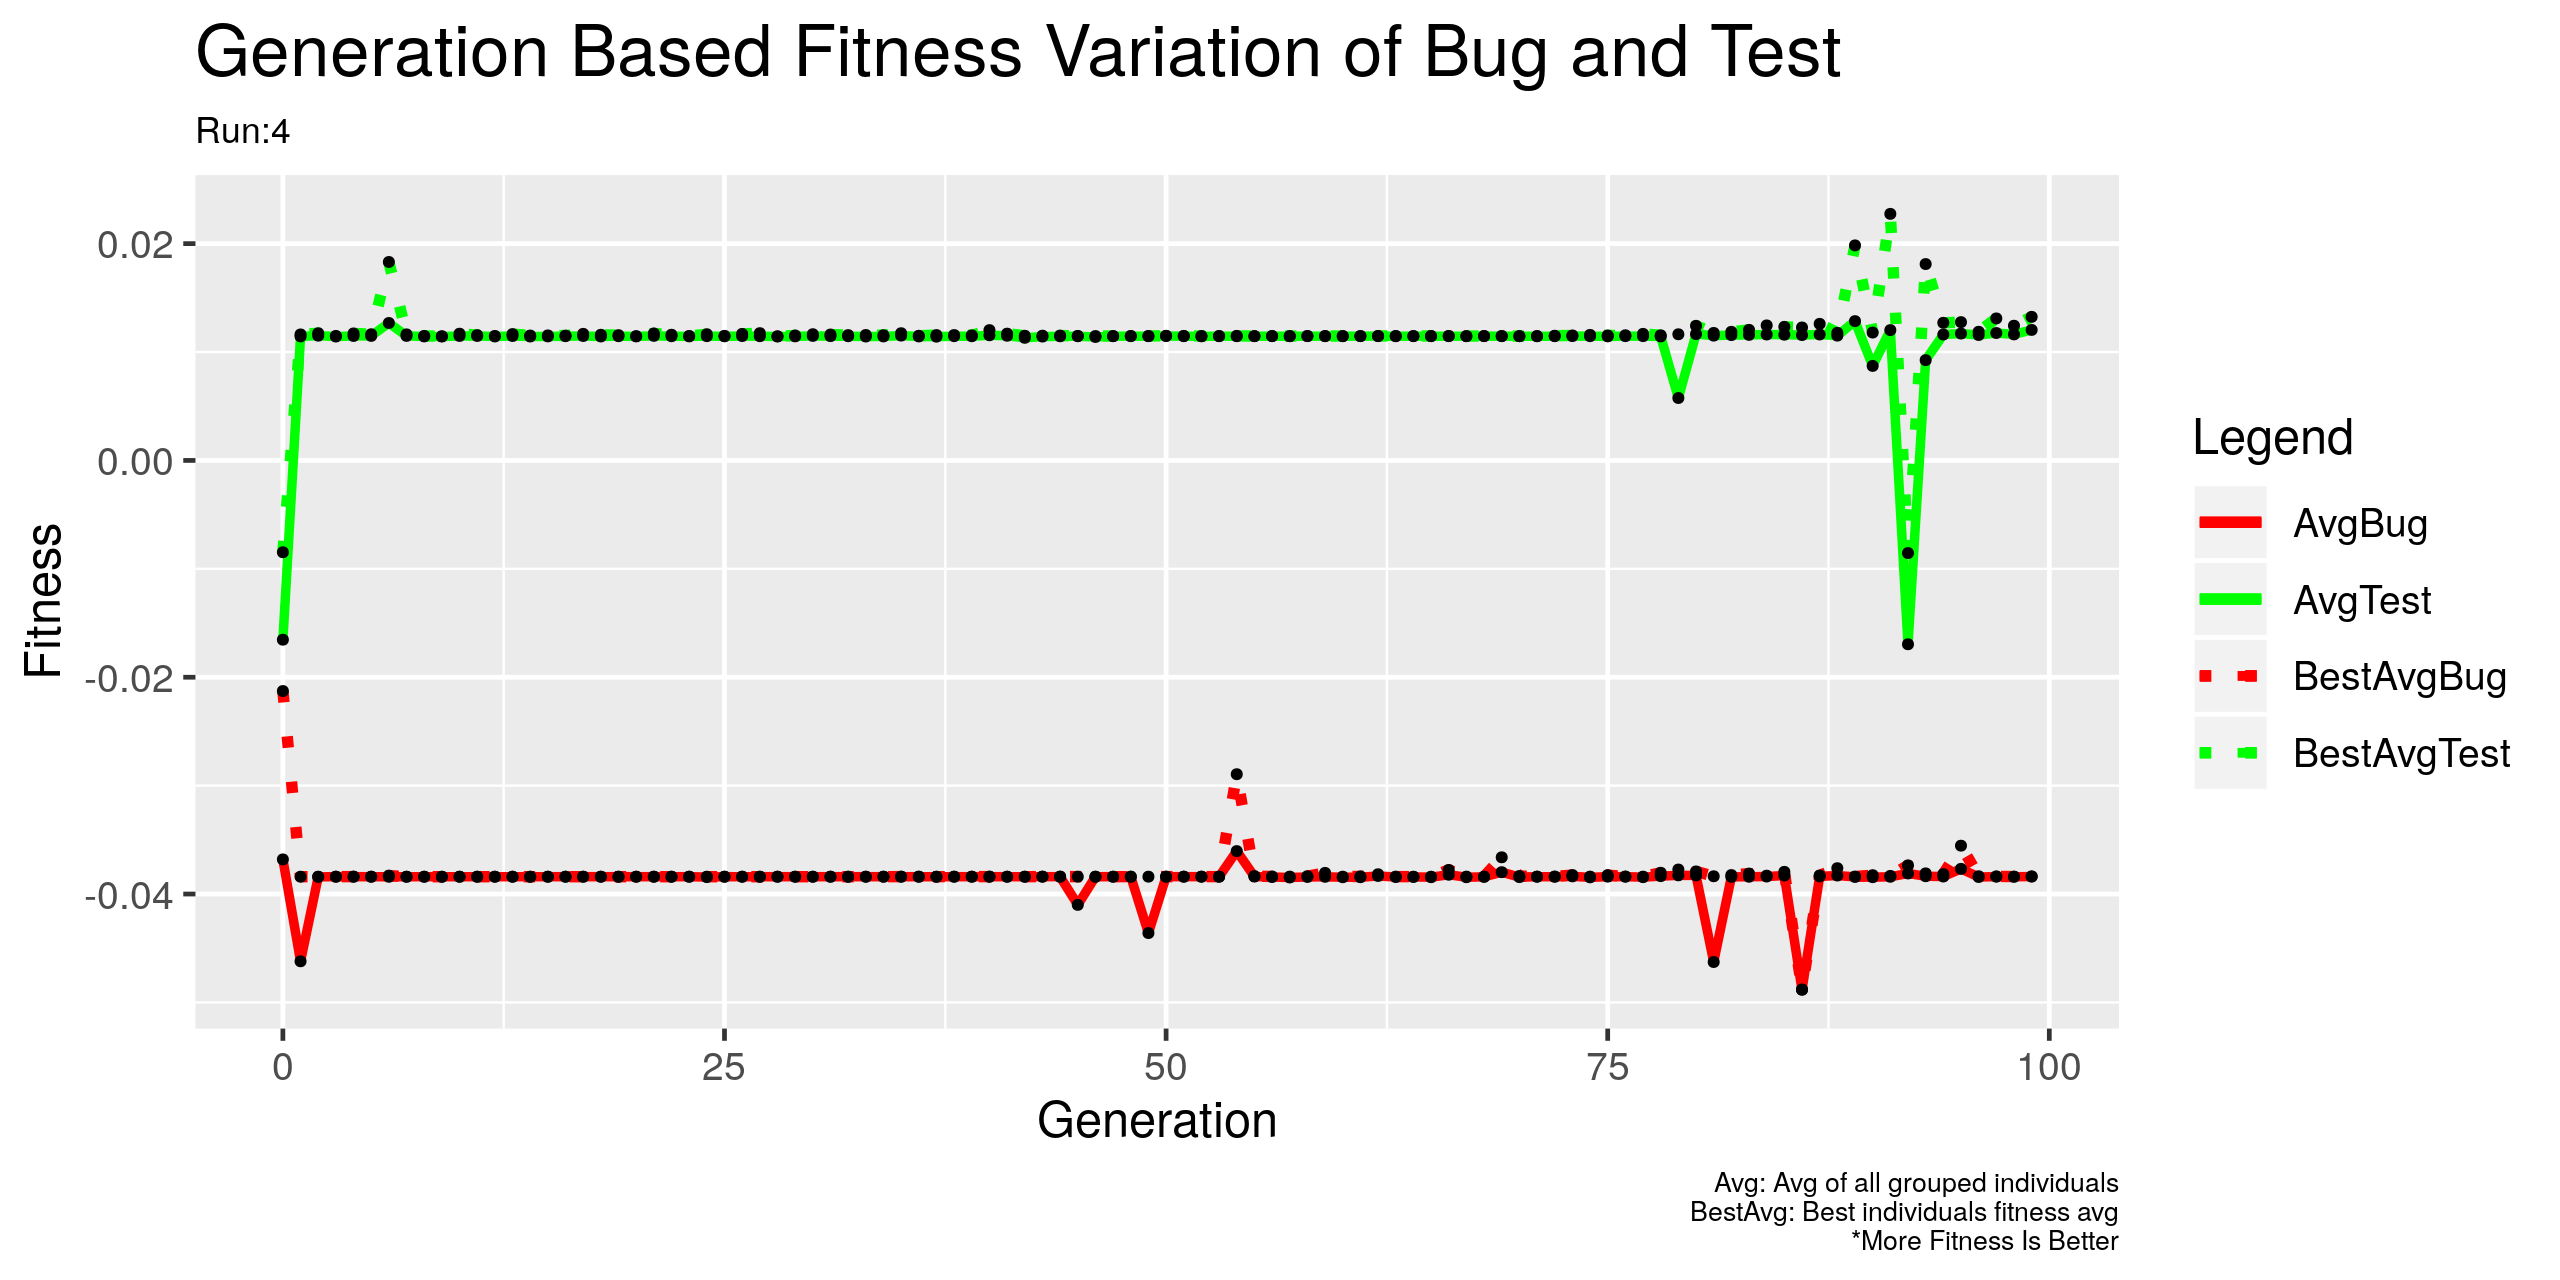 Generation Based Fitness Variation of Bug and Test
Run:4
Fitness
0.02
0.00
-0.02
-0.04
0
25
50
75
100
Generation
Legend
AvgBug
AvgTest
BestAvgBug
BestAvgTest
Avg: Avg of all grouped individuals
BestAvg: Best individuals fitness avg
*More Fitness Is Better